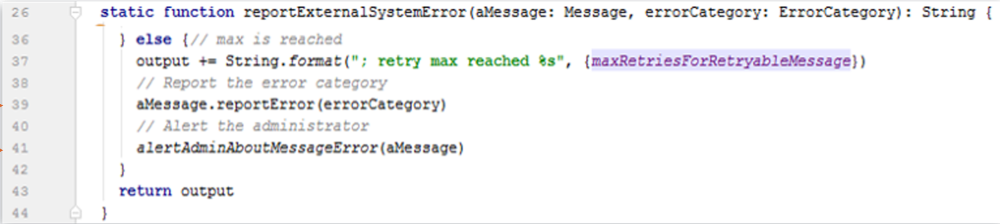 26 static function reportExternalSystemError(aMessage: Message, errorCategory: ErrorCategory): String {
36 } else {// max is reached
37 output += String.format("; retry max reached %s", {maxRetriesForRetryableMessage})
38 // Report the error category
39 aMessage.reportError(errorCategory)
40 // Alert the administrator
41 alertAdminAboutMessageError(aMessage)
42 }
43 return output
44 }